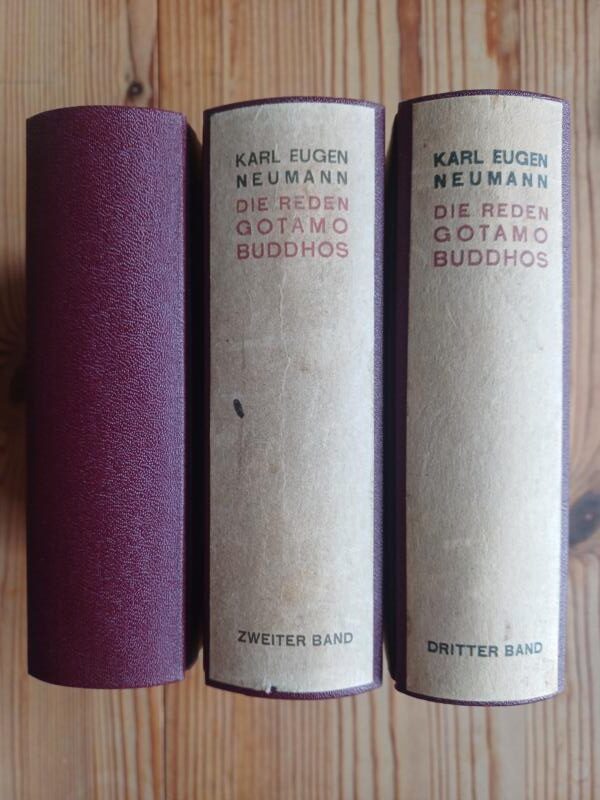 KARL EUGEN
NEUMANN
DIE REDEN
GOTAMO
BUDDHOS
ZWEITER BAND
KARL EUGEN
NEUMANN
DIE REDEN
GOTAMO
BUDDHOS
DRITTER BAND